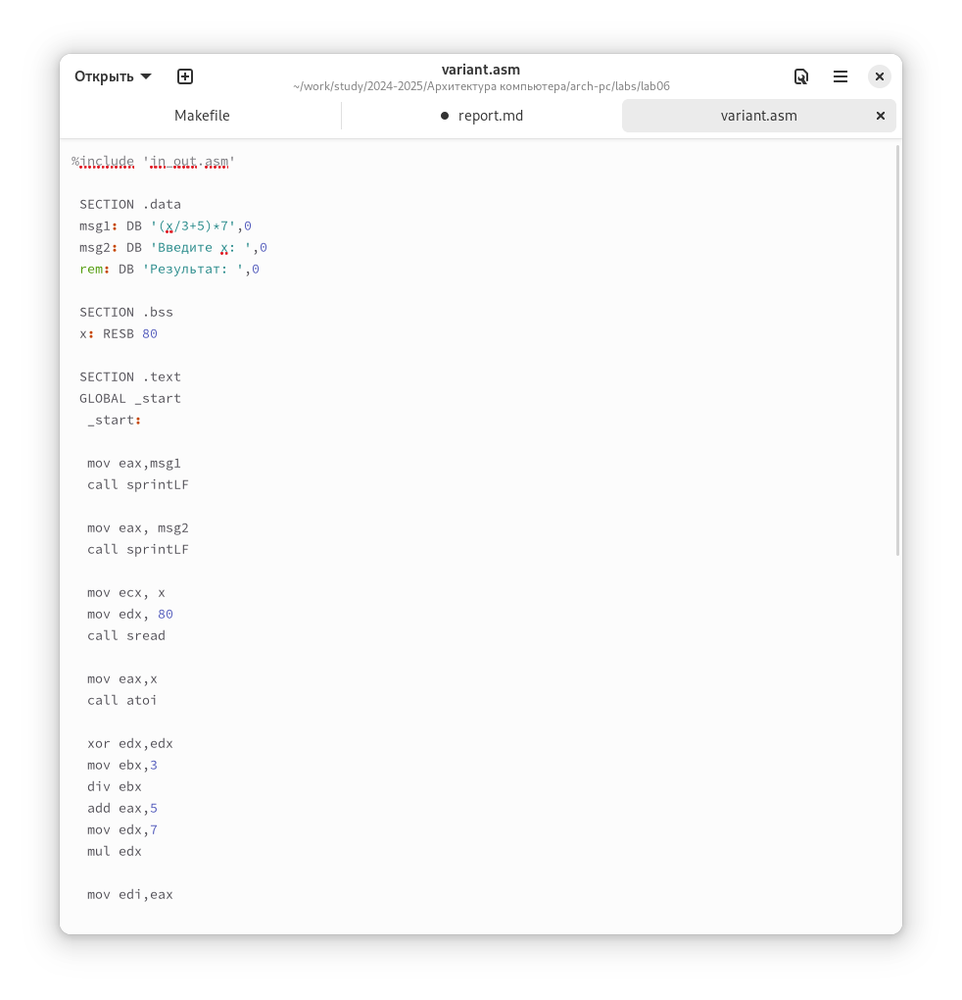 Открыть
variant.asm
~/work/study/2024-2025/Архитектура компьютера/arch-pc/labs/lab06
Makefile
report.md
variant.asm
%include 'in_out.asm'
SECTION .data
msg1: DB '(x/3+5)*7',0
msg2: DB 'Введите x: ',0
rem: DB 'Результат: ',0
SECTION .bss
x: RESB 80
SECTION .text
GLOBAL _start
_start:
mov eax,msg1
call sprintLF
mov eax, msg2
call sprintLF
mov ecx, x
mov edx, 80
call sread
mov eax,x
call atoi
xor edx,edx
mov ebx,3
div ebx
add eax,5
mov edx,7
mul edx
mov edi,eax